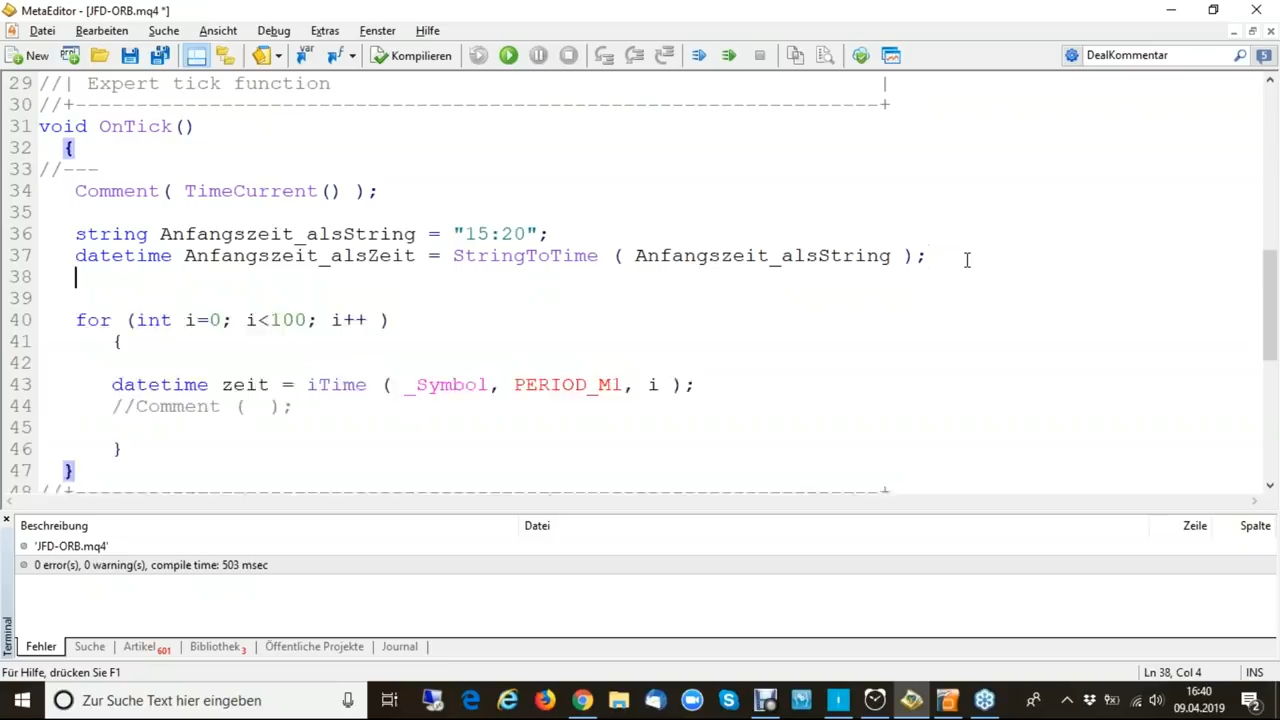 MetaEditor - [JFD-ORB.mq4 *]
Datei Bearbeiten Suche Ansicht Debug Extras Fenster Hilfe
New var Kompilieren DealKommentar 5
29 //| Expert tick function |
30 //+------------------------------------------------------------------+
31 void OnTick()
32 {
33 //---
34 Comment( TimeCurrent() );
35
36 string Anfangszeit_alsString = "15:20";
37 datetime Anfangszeit_alsZeit = StringToTime ( Anfangszeit_alsString );
38
39
40 for (int i=0; i<100; i++ )
41 {
42
43 datetime zeit = iTime ( _Symbol, PERIOD_M1, i );
44 //Comment (  );
45
46 }
47 }
48 //+------------------------------------------------------------------+
Beschreibung Datei Zeile Spalte
'JFD-ORB.mq4'
0 error(s), 0 warning(s), compile time: 503 msec
Terminal
Fehler Suche Artikel 601 Bibliothek 3 Öffentliche Projekte Journal
Für Hilfe, drücken Sie F1 Ln 38, Col 4 INS
Zur Suche Text hier eingeben
16:40
09.04.2019
2